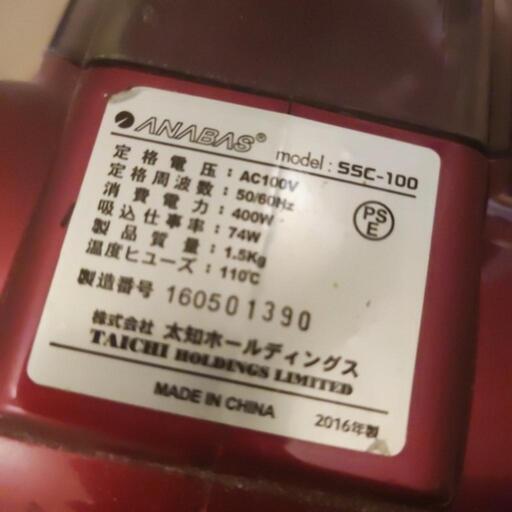 ANABAS® model : SSC-100
定格電圧 : AC100V
定格周波数 : 50/60Hz
消費電力 : 400W
吸込仕事率 : 74W
製品質量 : 1.5Kg
温度ヒューズ : 110℃
PSE
製造番号 160501390
株式会社 太知ホールディングス
TAICHI HOLDINGS LIMITED
MADE IN CHINA
2016年製